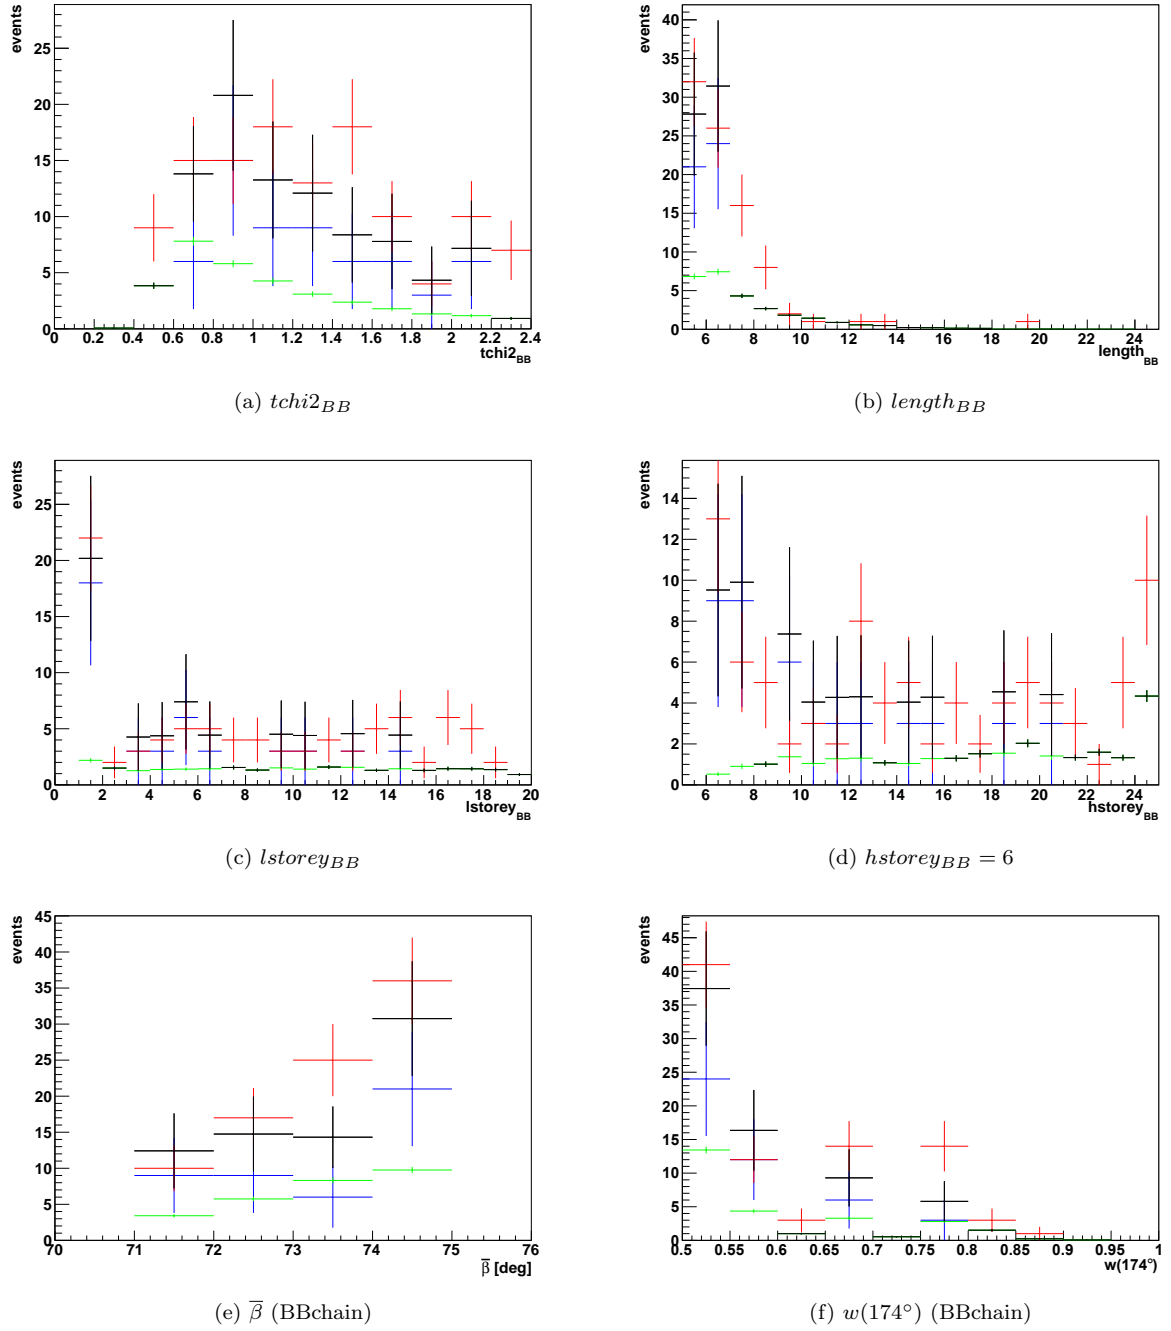 events
25
20
15
10
5
0
0 0.2 0.4 0.6 0.8 1 1.2 1.4 1.6 1.8 2 2.2 2.4
tchi2BB
(a) tchi2BB
events
40
35
30
25
20
15
10
5
0
6 8 10 12 14 16 18 20 22 24
lengthBB
(b) lengthBB
events
25
20
15
10
5
0
0 2 4 6 8 10 12 14 16 18 20
lstoreyBB
(c) lstoreyBB
events
14
12
10
8
6
4
2
0
6 8 10 12 14 16 18 20 22 24
hstoreyBB
(d) hstoreyBB = 6
events
45
40
35
30
25
20
15
10
5
0
70 71 72 73 74 75 76
β̅ [deg]
(e) β̅ (BBchain)
events
45
40
35
30
25
20
15
10
5
0
0.5 0.55 0.6 0.65 0.7 0.75 0.8 0.85 0.9 0.95 1
w(174°)
(f) w(174°) (BBchain)